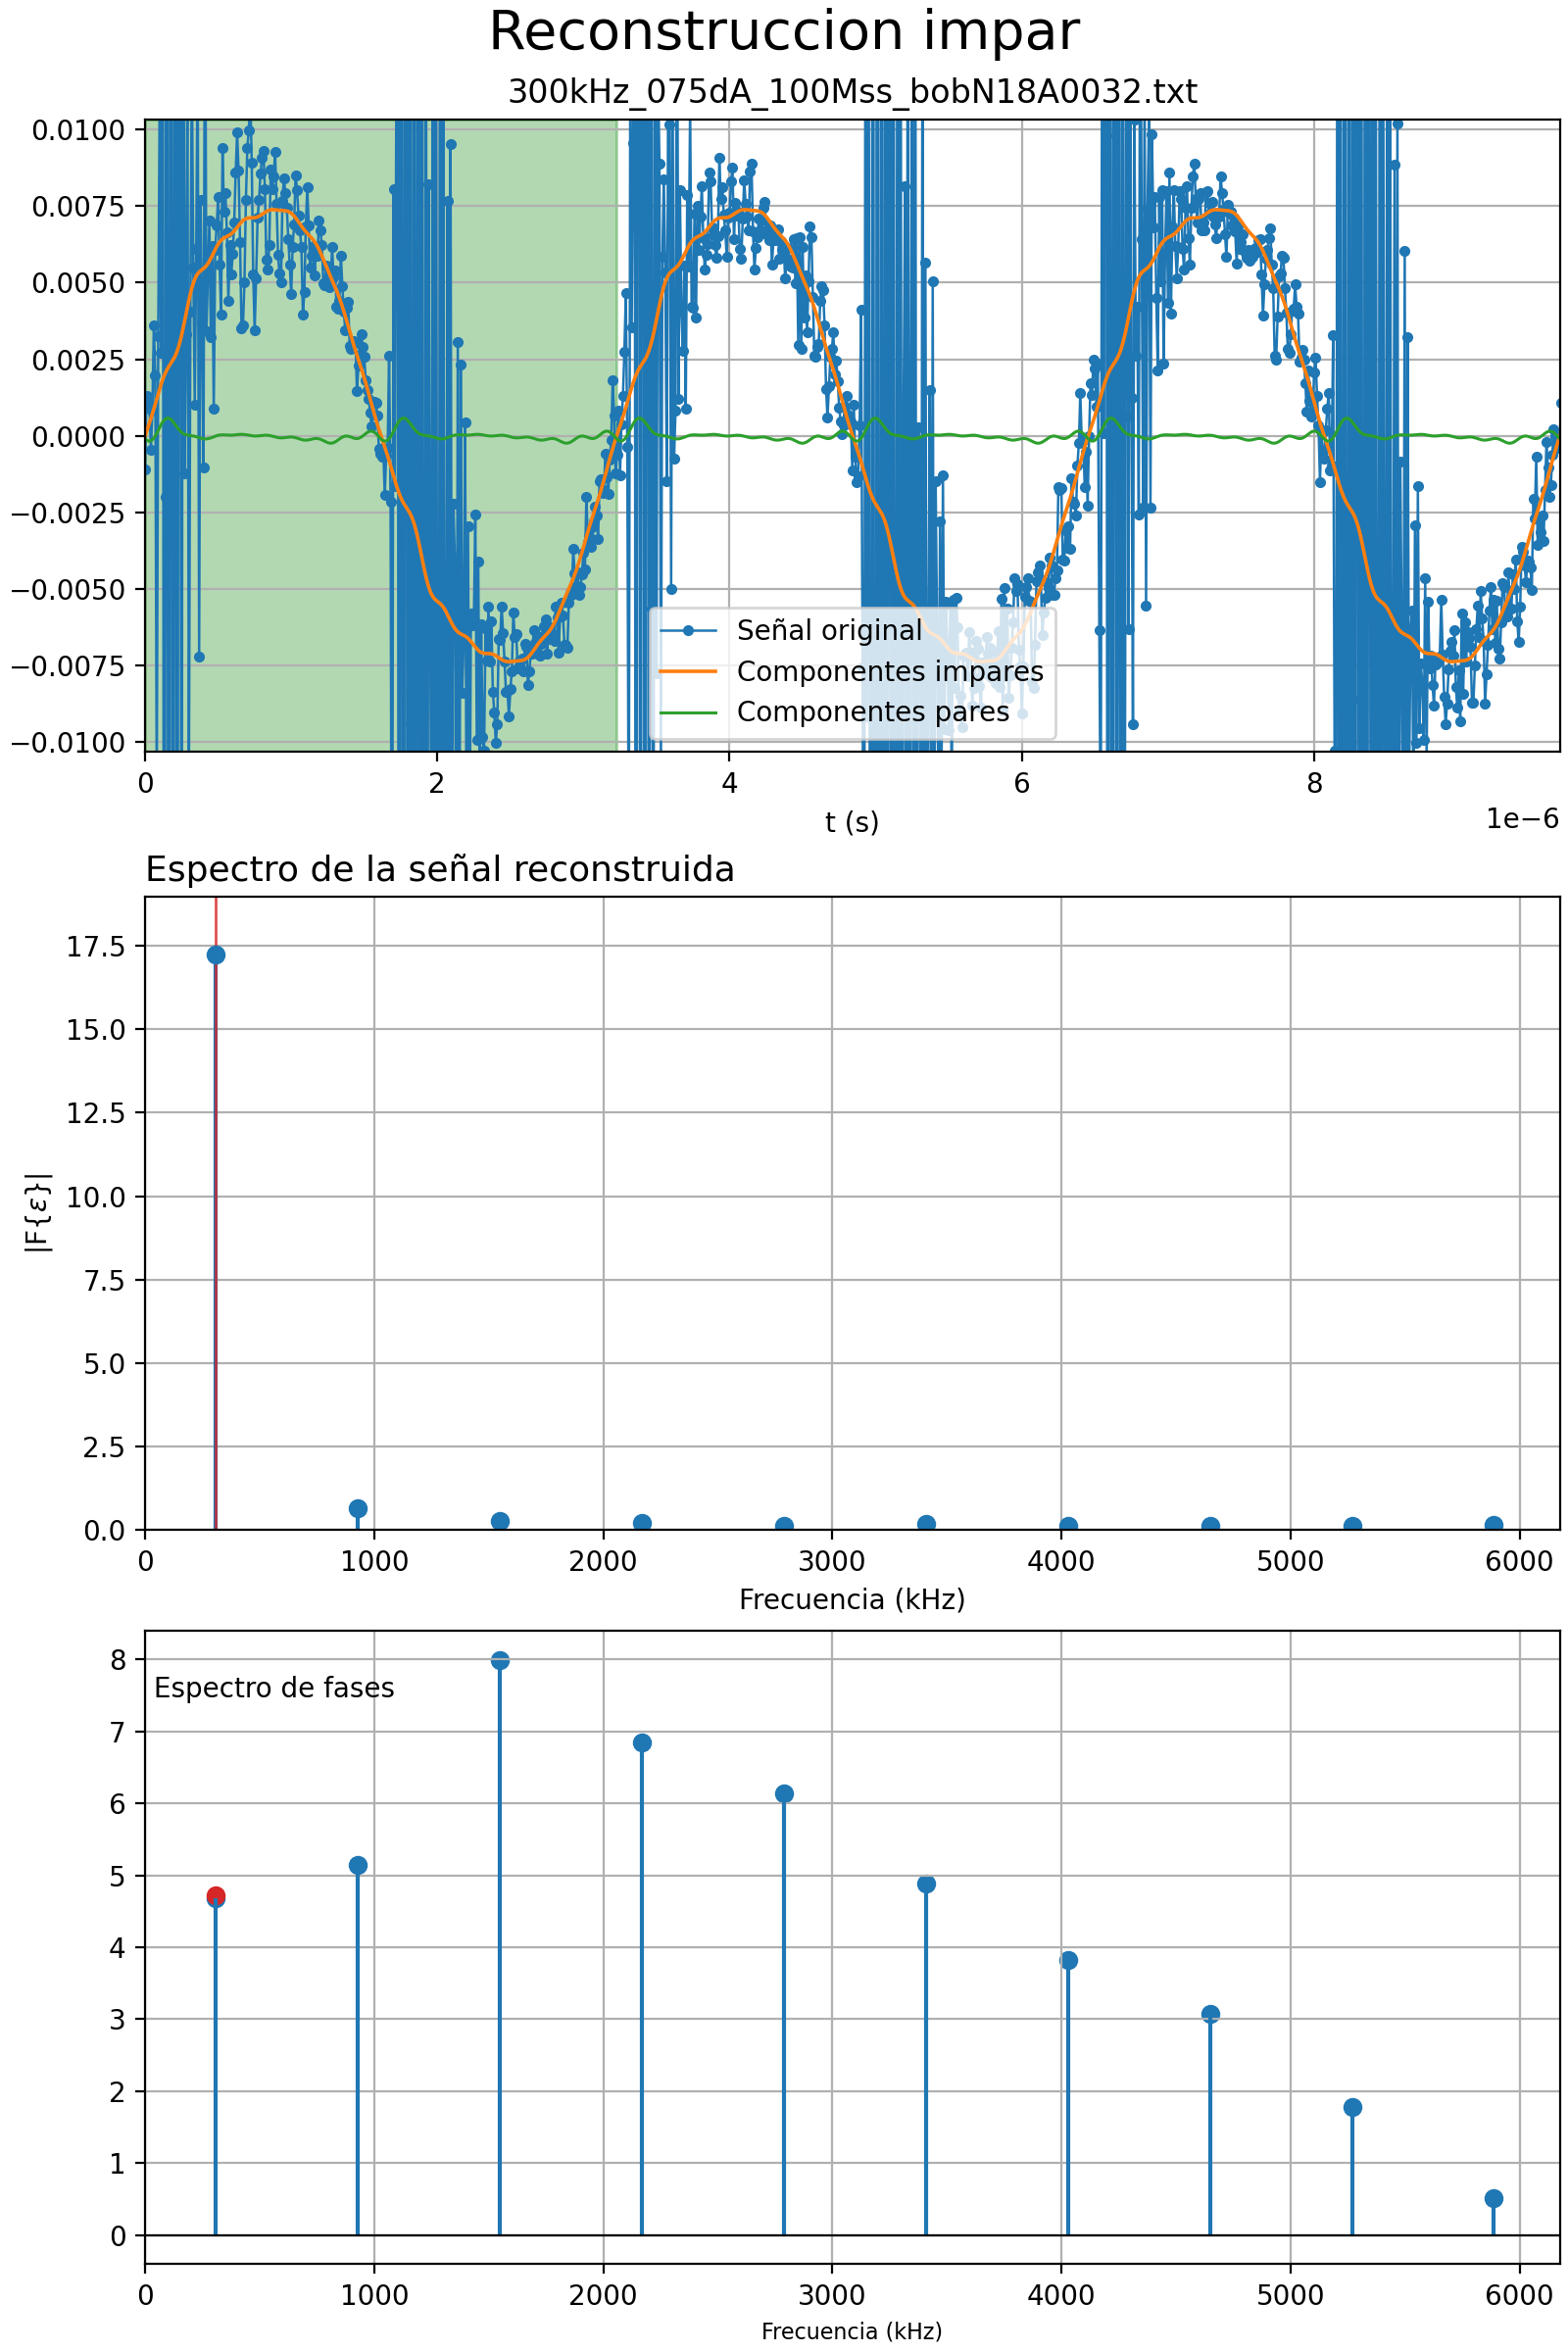 Reconstruccion impar
300kHz_075dA_100Mss_bobN18A0032.txt
0.0100
0.0075
0.0050
0.0025
0.0000
−0.0025
−0.0050
−0.0075
−0.0100
Señal original
Componentes impares
Componentes pares
0 2 4 6 8
1e−6
t (s)
Espectro de la señal reconstruida
17.5
15.0
12.5
10.0
7.5
5.0
2.5
0.0
|F{ε}|
0 1000 2000 3000 4000 5000 6000
Frecuencia (kHz)
8
Espectro de fases
7
6
5
4
3
2
1
0
0 1000 2000 3000 4000 5000 6000
Frecuencia (kHz)